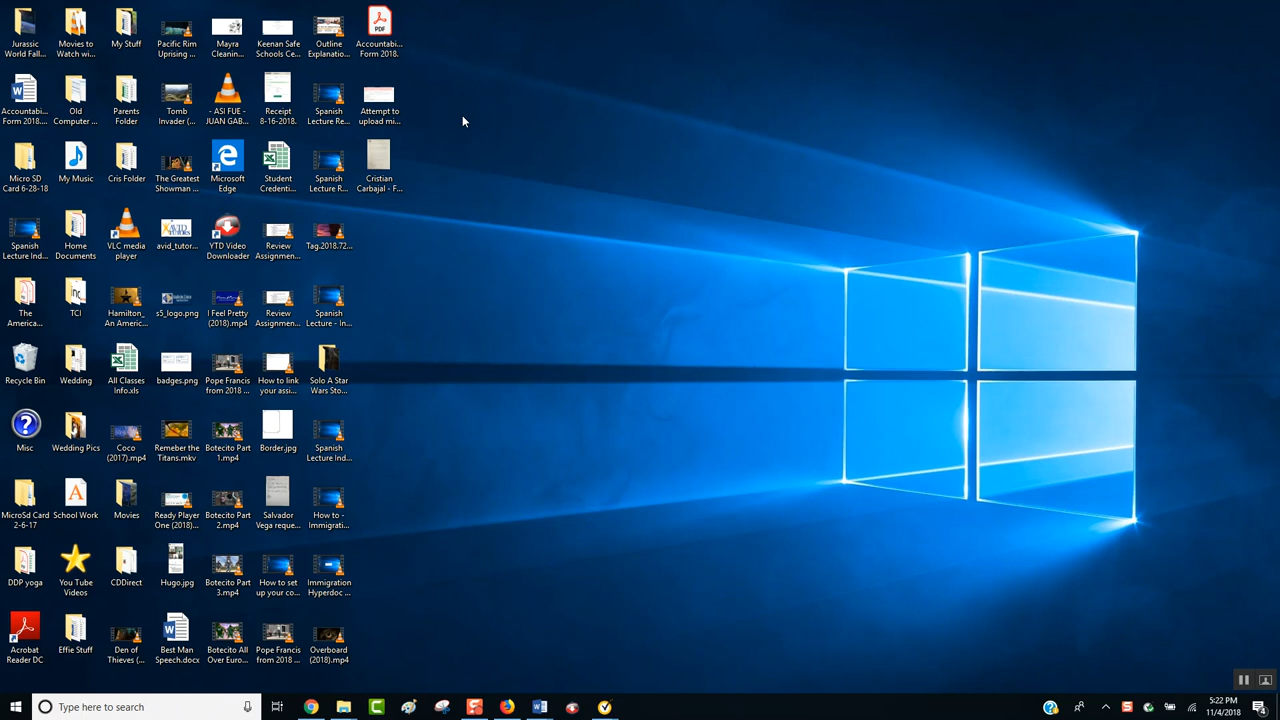 Jurassic
World Fall...
Movies to
Watch wi...
My Stuff
Pacific Rim
Uprising ...
Mayra
Cleanin...
Keenan Safe
Schools Ce...
Outline
Explanatio...
PDF
Accountabi...
Form 2018.
Accountabi...
Form 2018....
Old
Computer ...
Parents
Folder
Tomb
Invader (...
- ASI FUE -
JUAN GAB...
Receipt
8-16-2018.
Spanish
Lecture Re...
Attempt to
upload mi...
Micro SD
Card 6-28-18
My Music
Cris Folder
The Greatest
Showman ...
Microsoft
Edge
Student
Credenti...
Spanish
Lecture R...
Cristian
Carbajal - F...
Spanish
Lecture Ind...
Home
Documents
VLC media
player
AVID
TUTORS
avid_tutor...
YTD Video
Downloader
Review
Assignmen...
Tag.2018.72...
The
America...
TCI
Hamilton_
An Americ...
s5_logo.png
I Feel Pretty
(2018).mp4
Review
Assignmen...
Spanish
Lecture - In...
Recycle Bin
Wedding
All Classes
Info.xls
badges.png
Pope Francis
from 2018 ...
How to link
your assi...
Solo A Star
Wars Sto...
Misc
Wedding Pics
Coco
(2017).mp4
Remeber the
Titans.mkv
Botecito Part
1.mp4
Border.jpg
Spanish
Lecture Ind...
MicroSd Card
2-6-17
School Work
Movies
Ready Player
One (2018)...
Botecito Part
2.mp4
Salvador
Vega reque...
How to -
Immigrati...
DDP yoga
You Tube
Videos
CDDirect
Hugo.jpg
Botecito Part
3.mp4
How to set
up your co...
Immigration
Hyperdoc ...
Acrobat
Reader DC
Effie Stuff
Den of
Thieves (...
Best Man
Speech.docx
Botecito All
Over Euro...
Pope Francis
from 2018 ...
Overboard
(2018).mp4
Type here to search
5:22 PM
11/4/2018